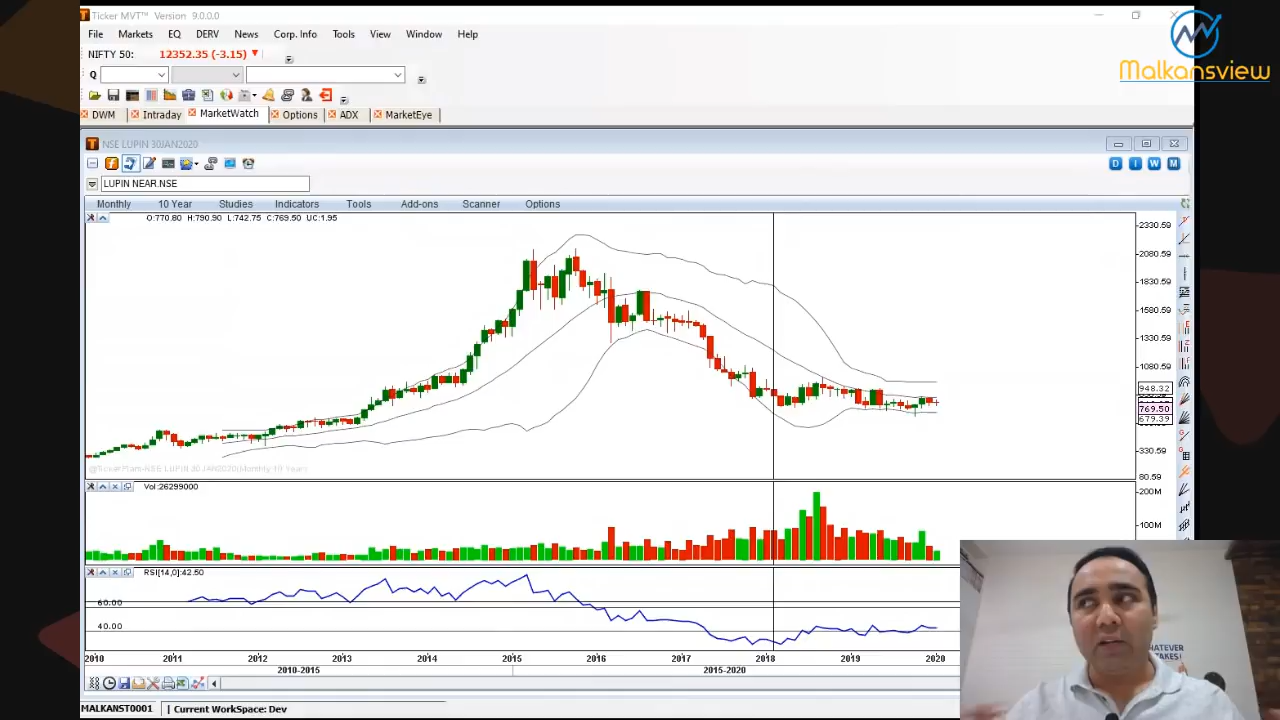 Ticker MVT™ Version 9.0.0.0
Malkansview
File Markets EQ DERV News Corp. Info Tools View Window Help
NIFTY 50: 12352.35 (-3.15)
Q
DWM Intraday MarketWatch Options ADX MarketEye
NSE LUPIN 30JAN2020
D I W M
LUPIN NEAR.NSE
Monthly 10 Year Studies Indicators Tools Add-ons Scanner Options
O:770.80 H:790.90 L:742.75 C:769.50 UC:1.95
2330.59
2080.59
1830.59
1580.59
1330.59
1080.59
948.32
769.50
679.39
330.59
80.59
Vol:26299000
200M
100M
RSI[14,0]:42.50
60.00
40.00
2010 2011 2012 2013 2014 2015 2016 2017 2018 2019 2020
2010-2015 2015-2020
MALKANST0001 Current WorkSpace: Dev
WHATEVER
TAKES!